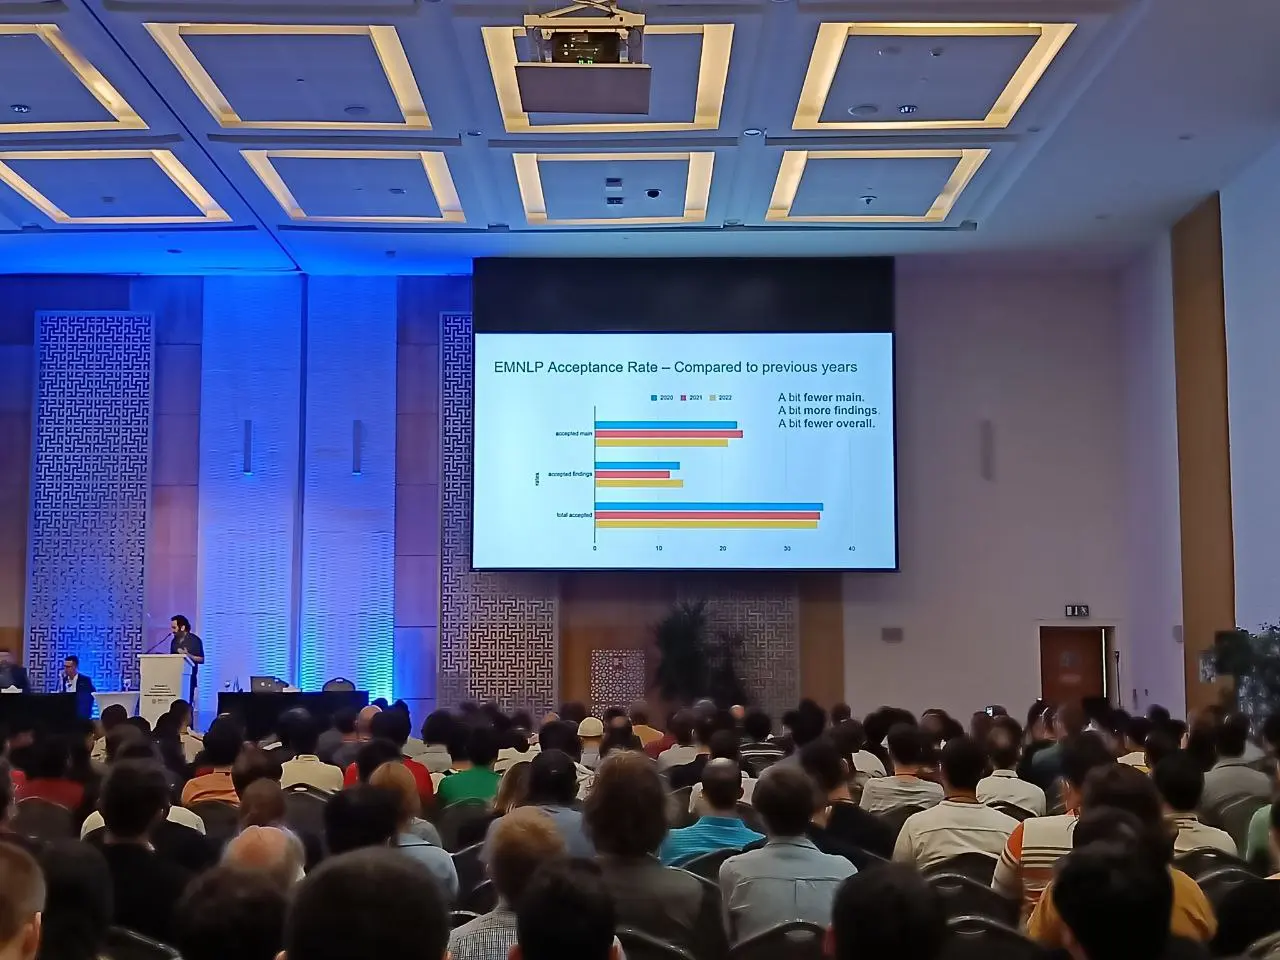 EMNLP Acceptance Rate – Compared to previous years
2020 2021 2022
A bit fewer main.
A bit more findings.
A bit fewer overall.
accepted main
accepted findings
total accepted
rates
0 10 20 30 40